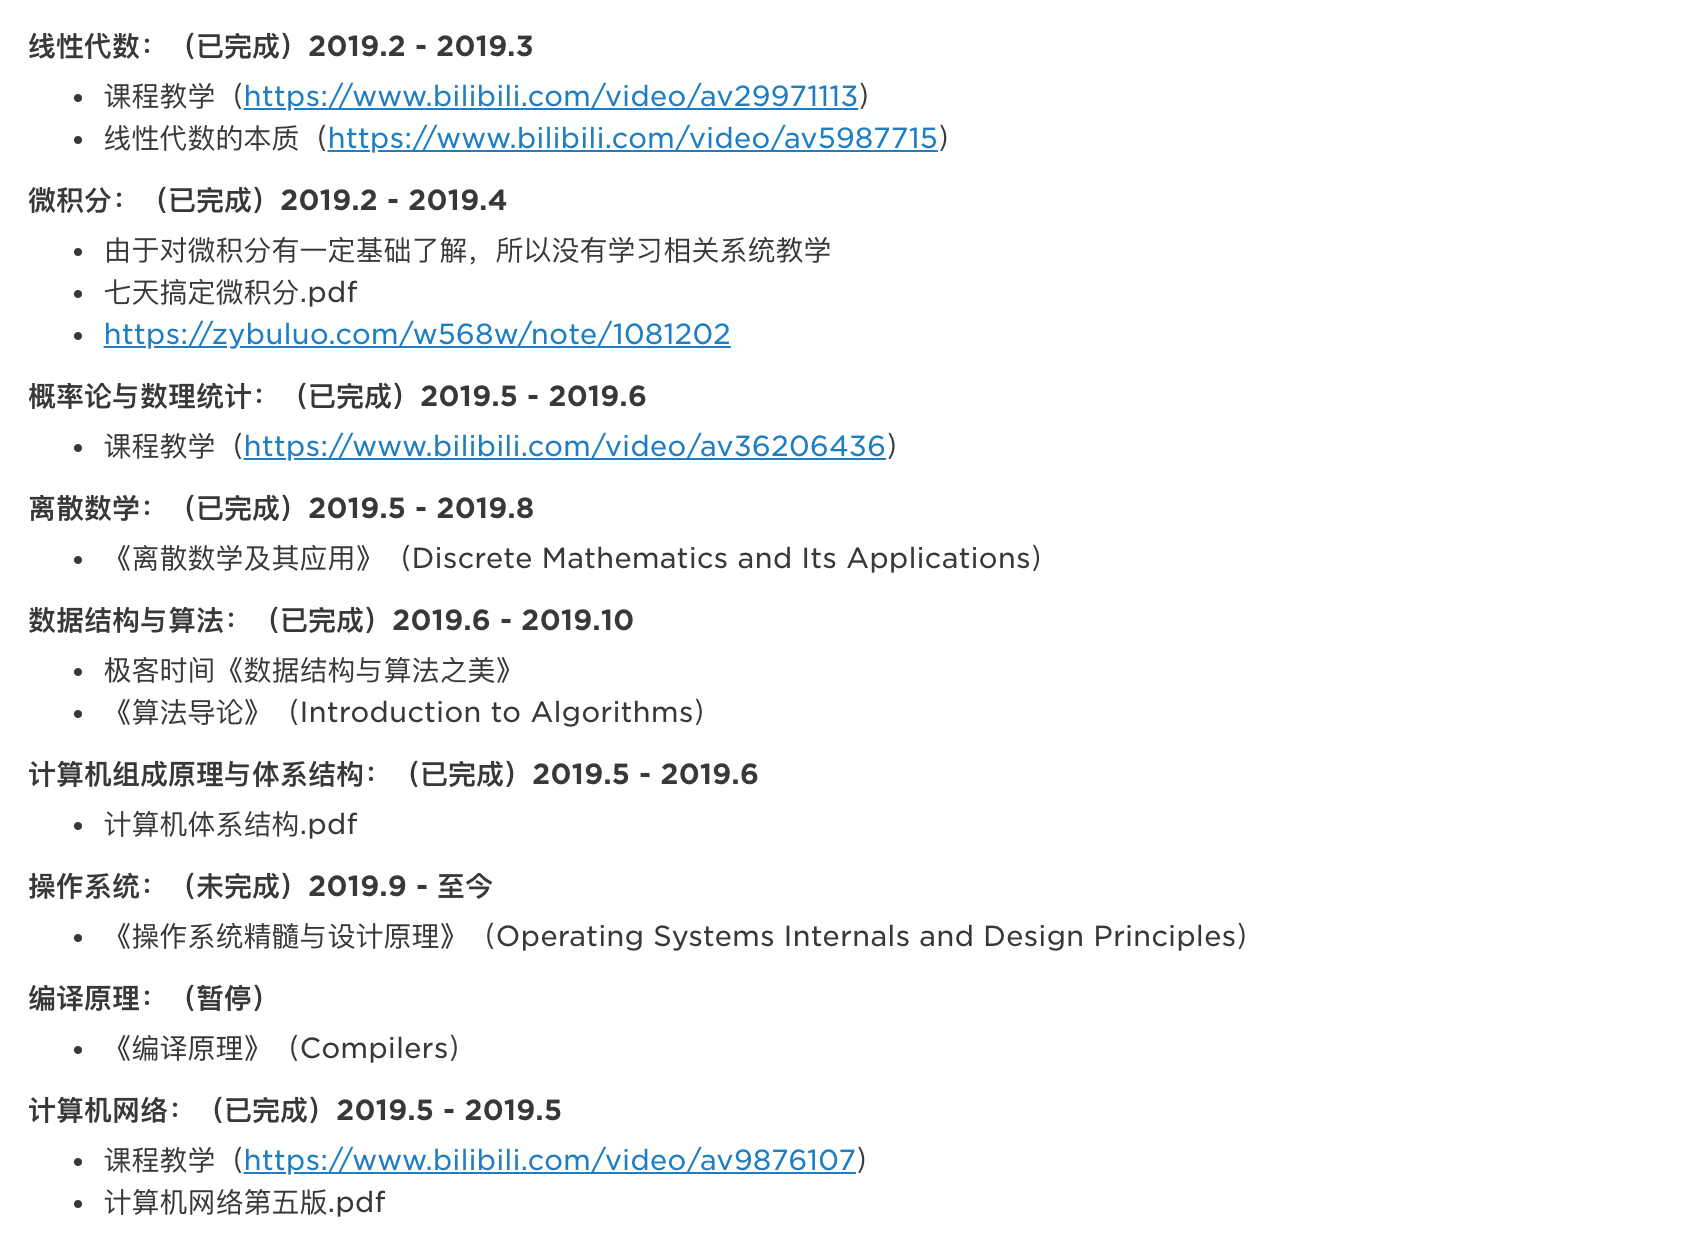 线性代数：（已完成）2019.2 - 2019.3
• 课程教学（https://www.bilibili.com/video/av29971113）
• 线性代数的本质（https://www.bilibili.com/video/av5987715）
微积分：（已完成）2019.2 - 2019.4
• 由于对微积分有一定基础了解，所以没有学习相关系统教学
• 七天搞定微积分.pdf
• https://zybuluo.com/w568w/note/1081202
概率论与数理统计：（已完成）2019.5 - 2019.6
• 课程教学（https://www.bilibili.com/video/av36206436）
离散数学：（已完成）2019.5 - 2019.8
• 《离散数学及其应用》（Discrete Mathematics and Its Applications）
数据结构与算法：（已完成）2019.6 - 2019.10
• 极客时间《数据结构与算法之美》
• 《算法导论》（Introduction to Algorithms）
计算机组成原理与体系结构：（已完成）2019.5 - 2019.6
• 计算机体系结构.pdf
操作系统：（未完成）2019.9 - 至今
• 《操作系统精髓与设计原理》（Operating Systems Internals and Design Principles）
编译原理：（暂停）
• 《编译原理》（Compilers）
计算机网络：（已完成）2019.5 - 2019.5
• 课程教学（https://www.bilibili.com/video/av9876107）
• 计算机网络第五版.pdf